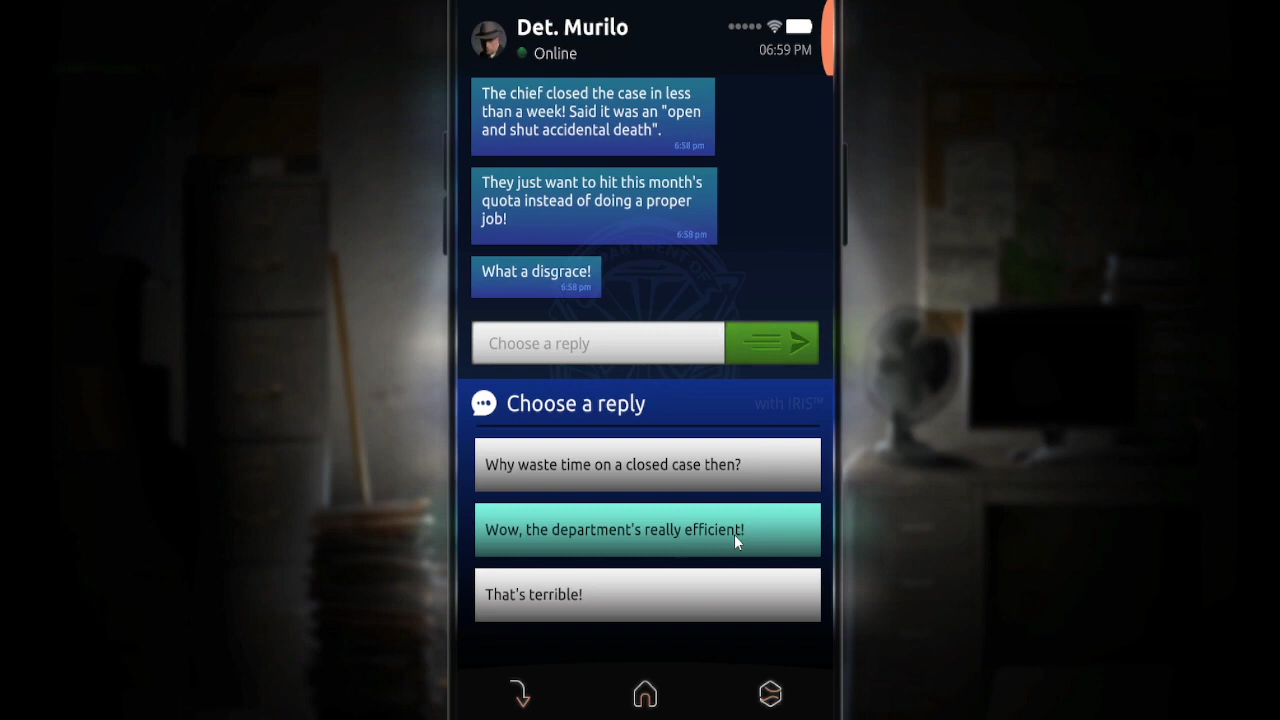 Det. Murilo
Online
06:59 PM
The chief closed the case in less
than a week! Said it was an "open
and shut accidental death".
6:58 pm
They just want to hit this month's
quota instead of doing a proper
job!
6:58 pm
What a disgrace!
6:58 pm
DEPARTMENT OF
Choose a reply
Choose a reply
with IRIS™
Why waste time on a closed case then?
Wow, the department's really efficient!
That's terrible!